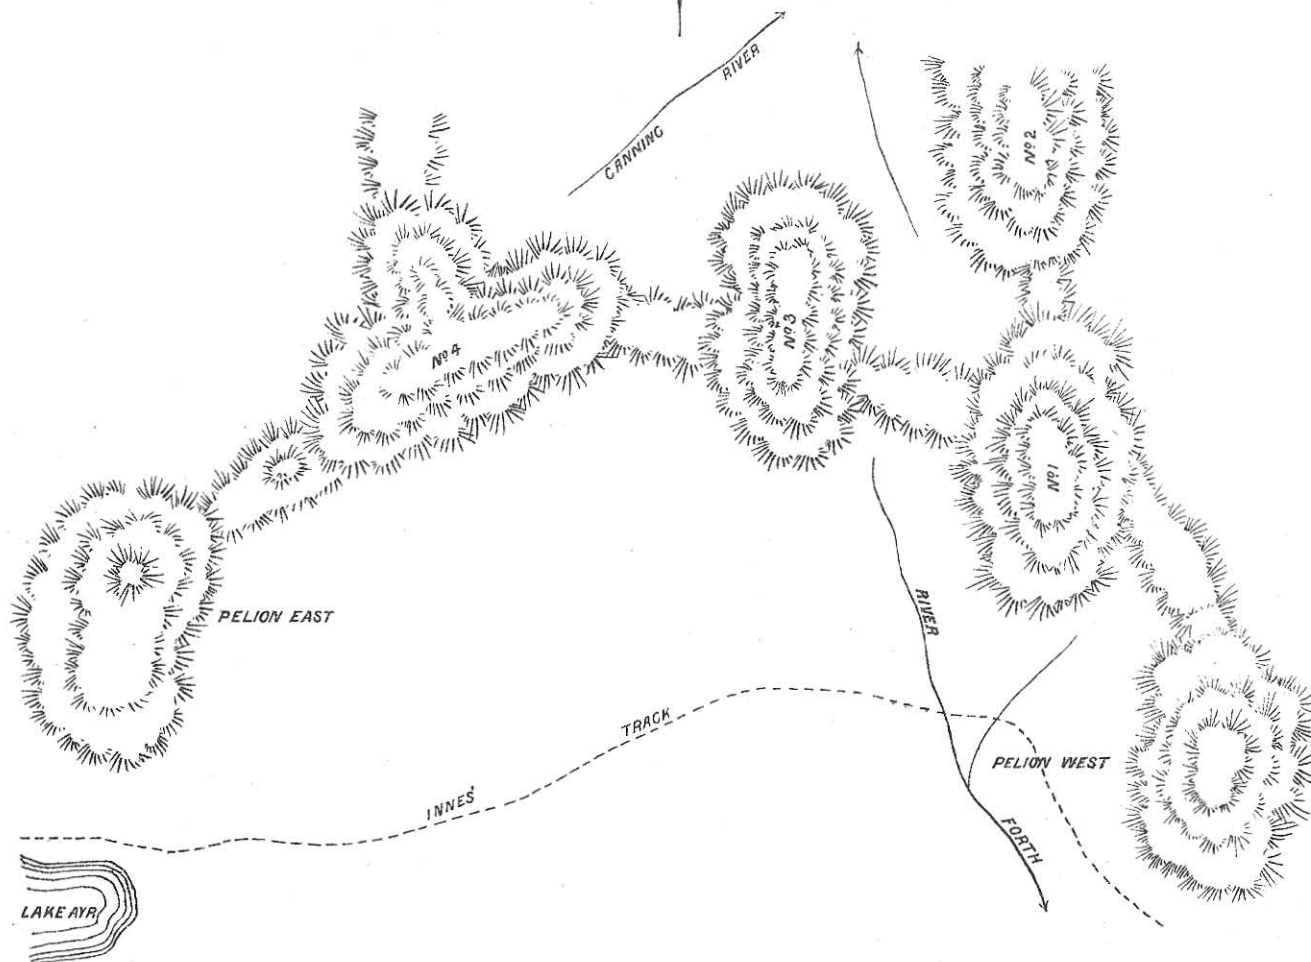 CANNING RIVER
Nº 2
Nº 3
Nº 4
Nº 1
PELION EAST
RIVER FORTH
INNES' TRACK
PELION WEST
LAKE AYR